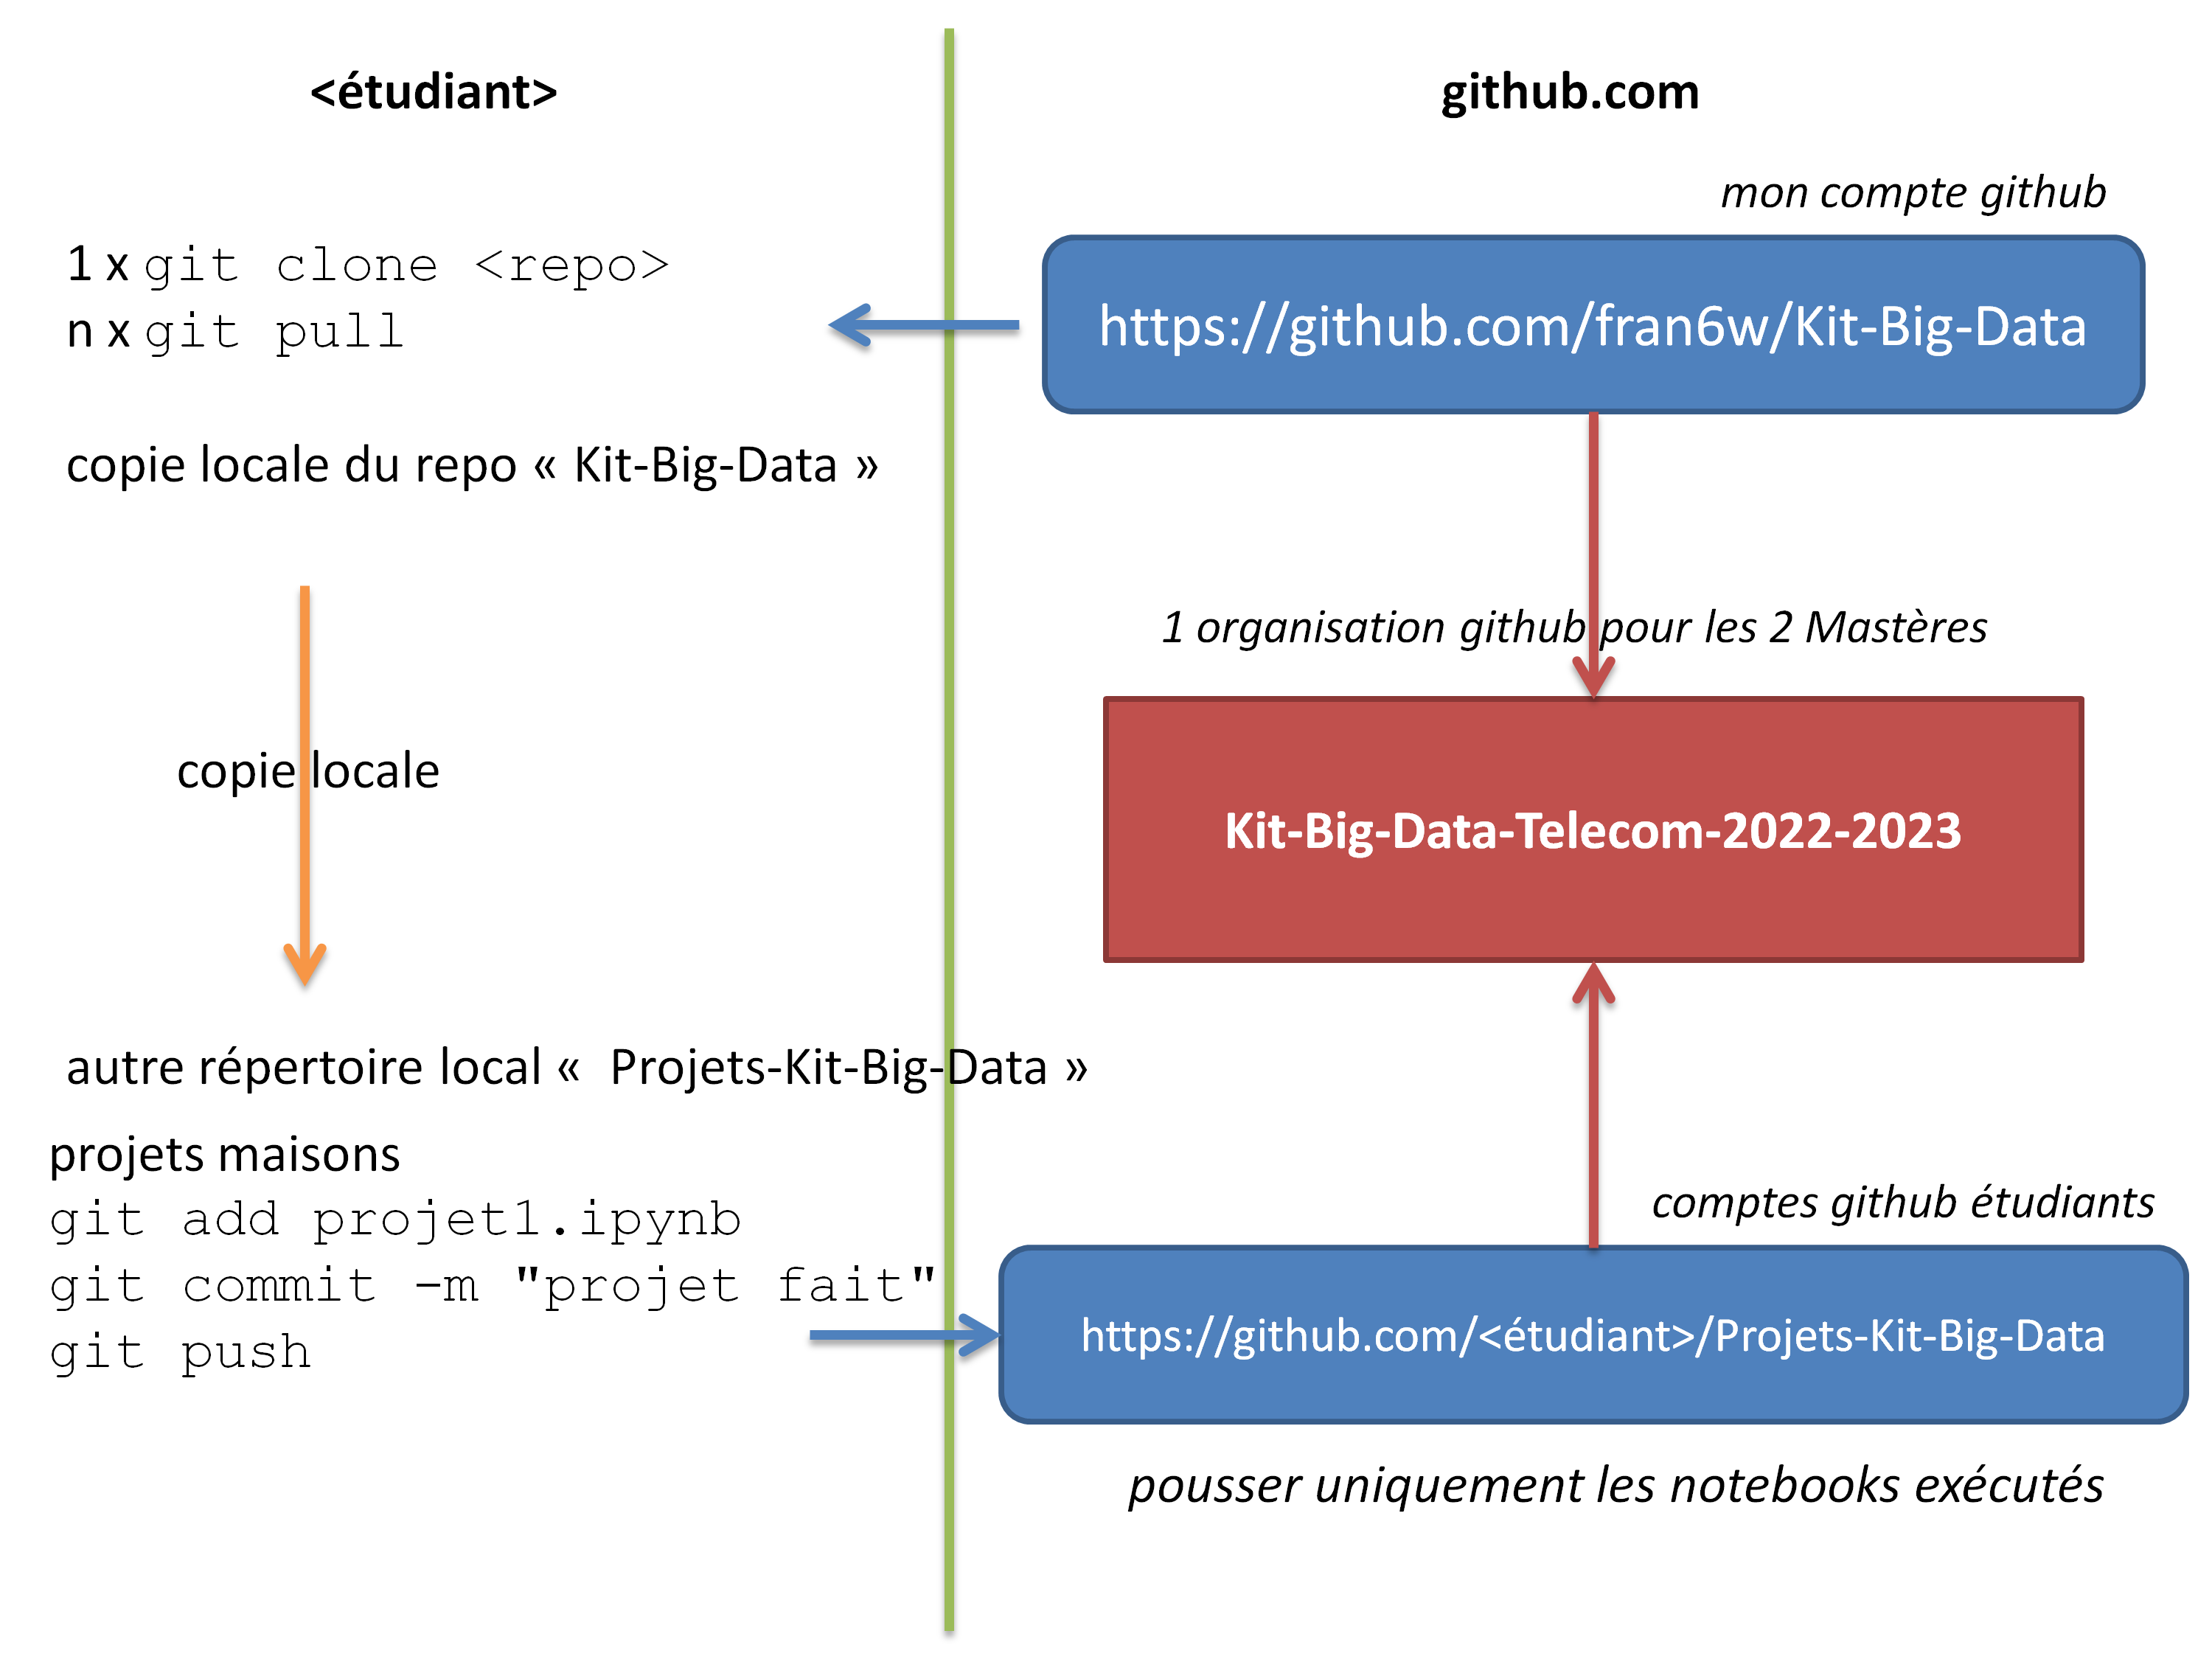 <étudiant>
github.com
mon compte github
1 x git clone <repo>
n x git pull
https://github.com/fran6w/Kit-Big-Data
copie locale du repo « Kit-Big-Data »
1 organisation github pour les 2 Mastères
copie locale
Kit-Big-Data-Telecom-2022-2023
autre répertoire local «  Projets-Kit-Big-Data »
projets maisons
git add projet1.ipynb
git commit –m "projet fait"
git push
comptes github étudiants
https://github.com/<étudiant>/Projets-Kit-Big-Data
pousser uniquement les notebooks exécutés